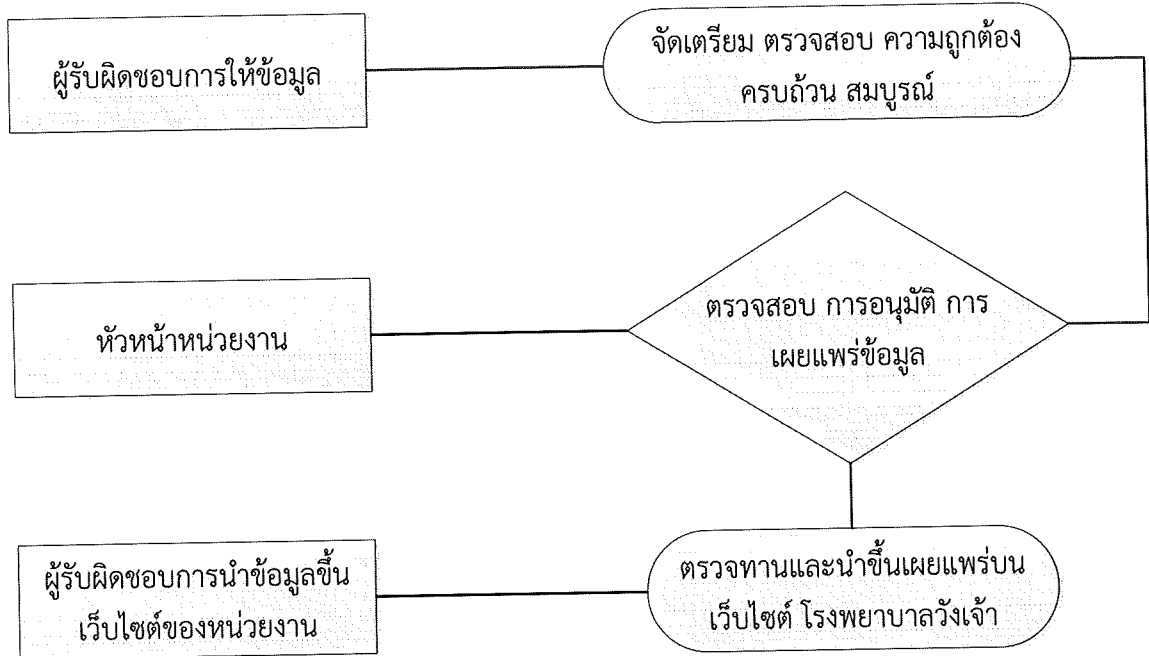 ผู้รับผิดชอบการให้ข้อมูล
จัดเตรียม ตรวจสอบ ความถูกต้อง
ครบถ้วน สมบูรณ์
หัวหน้าหน่วยงาน
ตรวจสอบ การอนุมัติ การ
เผยแพร่ข้อมูล
ผู้รับผิดชอบการนำข้อมูลขึ้น
เว็บไซต์ของหน่วยงาน
ตรวจทานและนำขึ้นเผยแพร่บน
เว็บไซต์ โรงพยาบาลวังเจ้า